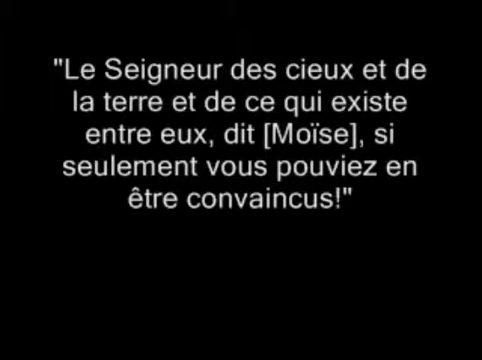 "Le Seigneur des cieux et de
la terre et de ce qui existe
entre eux, dit [Moïse], si
seulement vous pouviez en
être convaincus!"